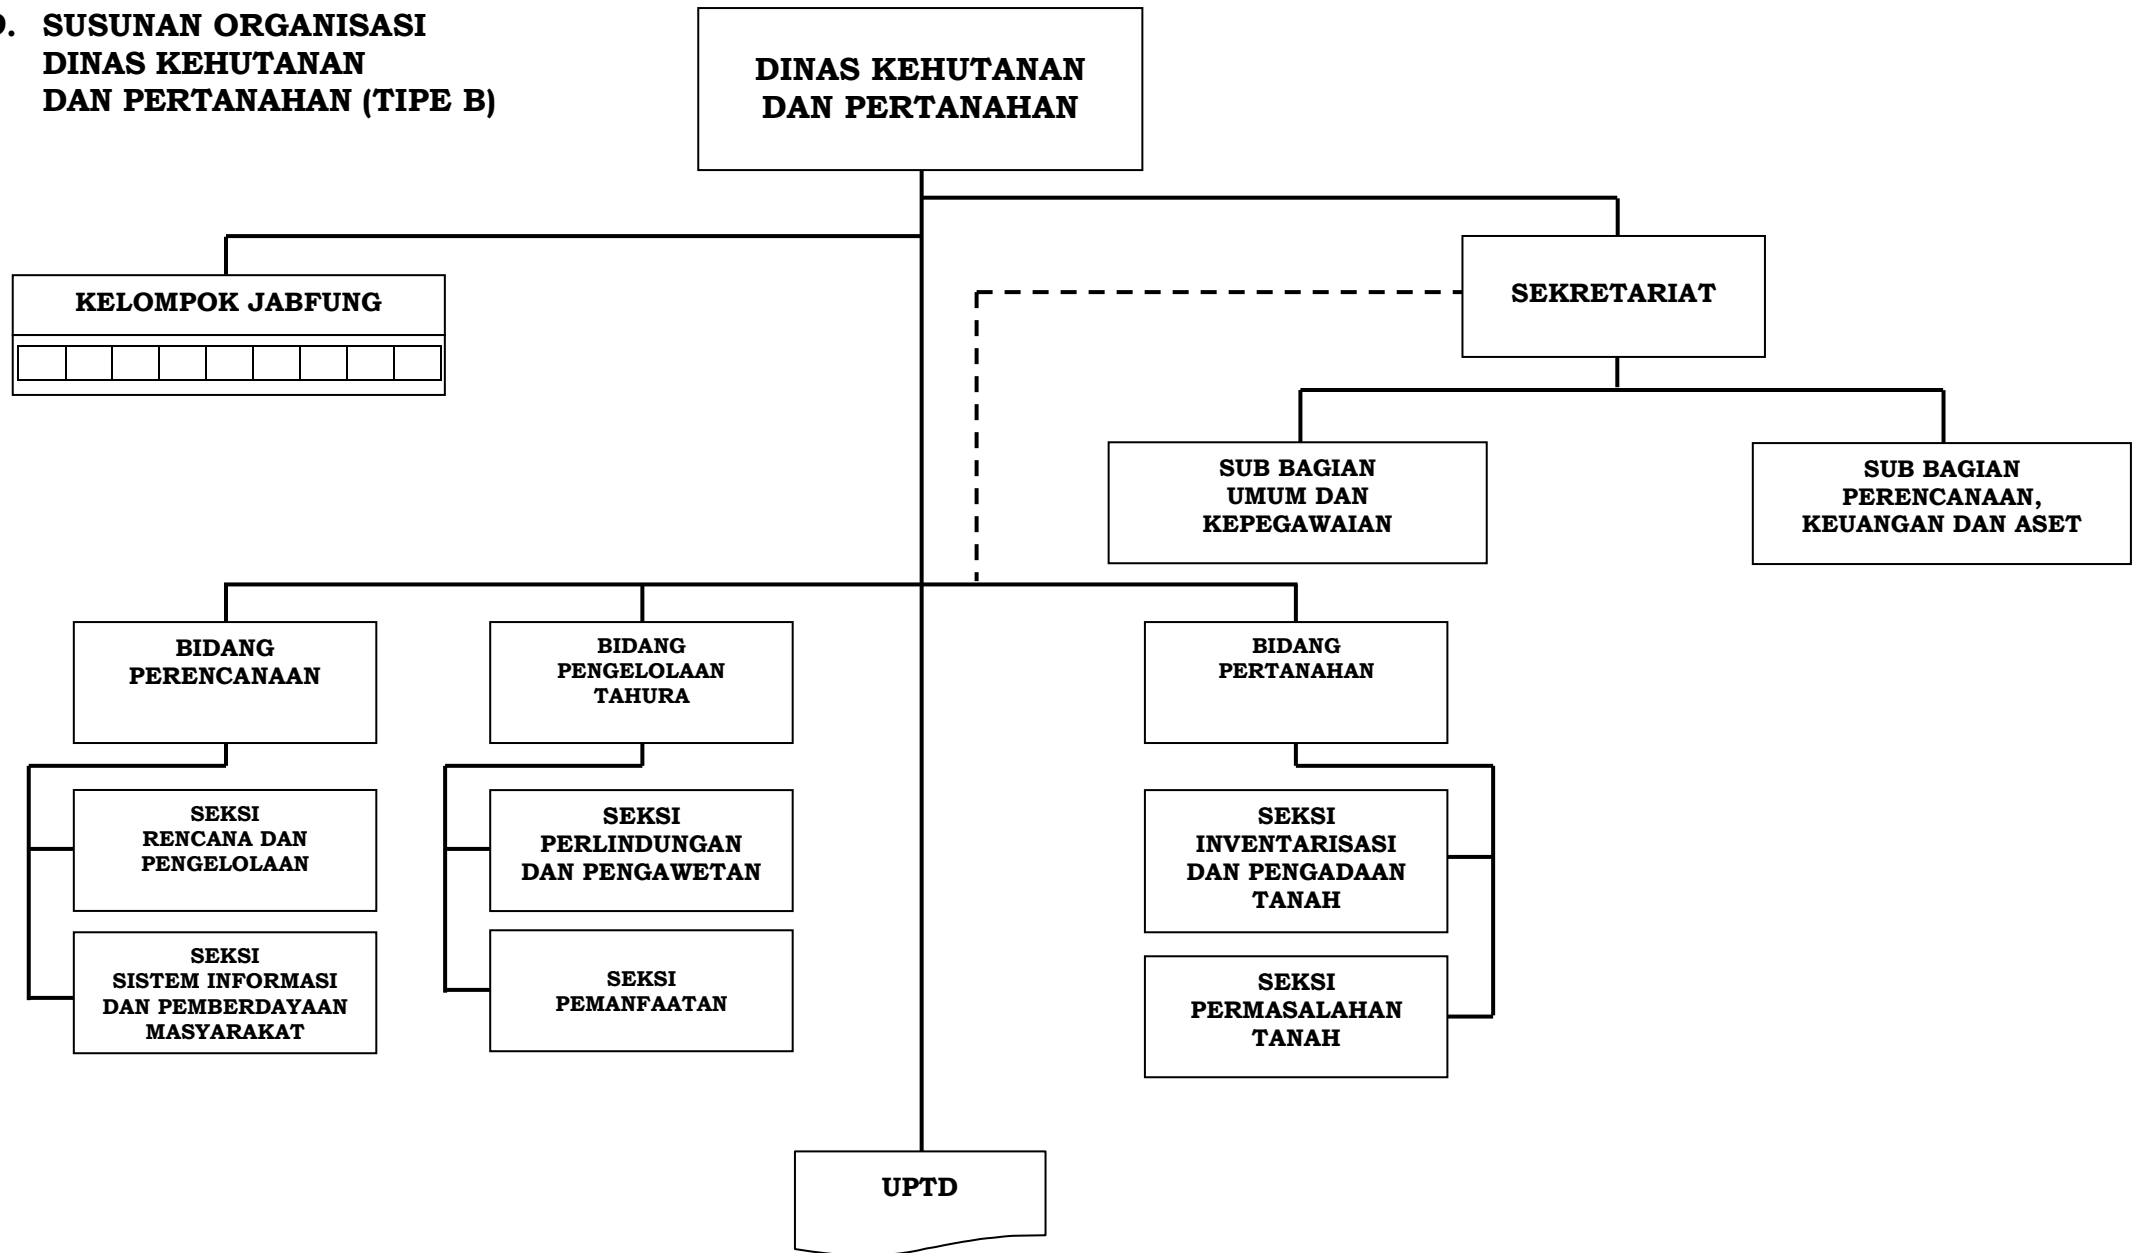 SUSUNAN ORGANISASI
DINAS KEHUTANAN
DAN PERTANAHAN (TIPE B)
DINAS KEHUTANAN
DAN PERTANAHAN
KELOMPOK JABFUNG
SEKRETARIAT
SUB BAGIAN
UMUM DAN
KEPEGAWAIAN
SUB BAGIAN
PERENCANAAN,
KEUANGAN DAN ASET
BIDANG
PERENCANAAN
BIDANG
PENGELOLAAN
TAHURA
BIDANG
PERTANAHAN
SEKSI
RENCANA DAN
PENGELOLAAN
SEKSI
PERLINDUNGAN
DAN PENGAWETAN
SEKSI
INVENTARISASI
DAN PENGADAAN
TANAH
SEKSI
SISTEM INFORMASI
DAN PEMBERDAYAAN
MASYARAKAT
SEKSI
PEMANFAATAN
SEKSI
PERMASALAHAN
TANAH
UPTD